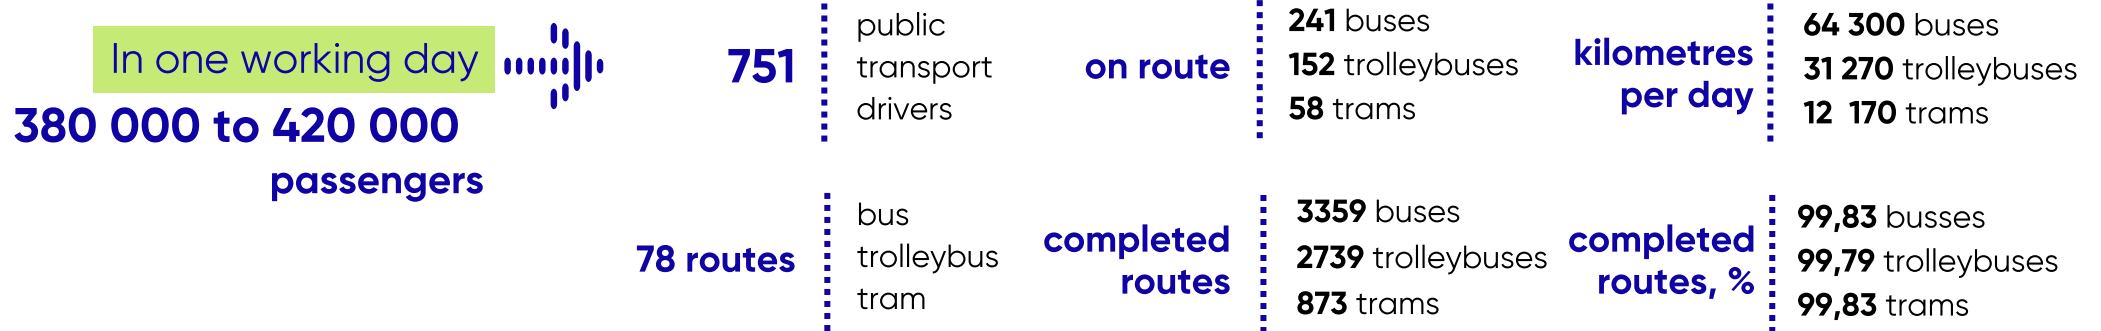 In one working day
380 000 to 420 000
passengers
751
public
transport
drivers
on route
241 buses
152 trolleybuses
58 trams
kilometres
per day
64 300 buses
31 270 trolleybuses
12 170 trams
78 routes
bus
trolleybus
tram
completed
routes
3359 buses
2739 trolleybuses
873 trams
completed
routes, %
99,83 busses
99,79 trolleybuses
99,83 trams